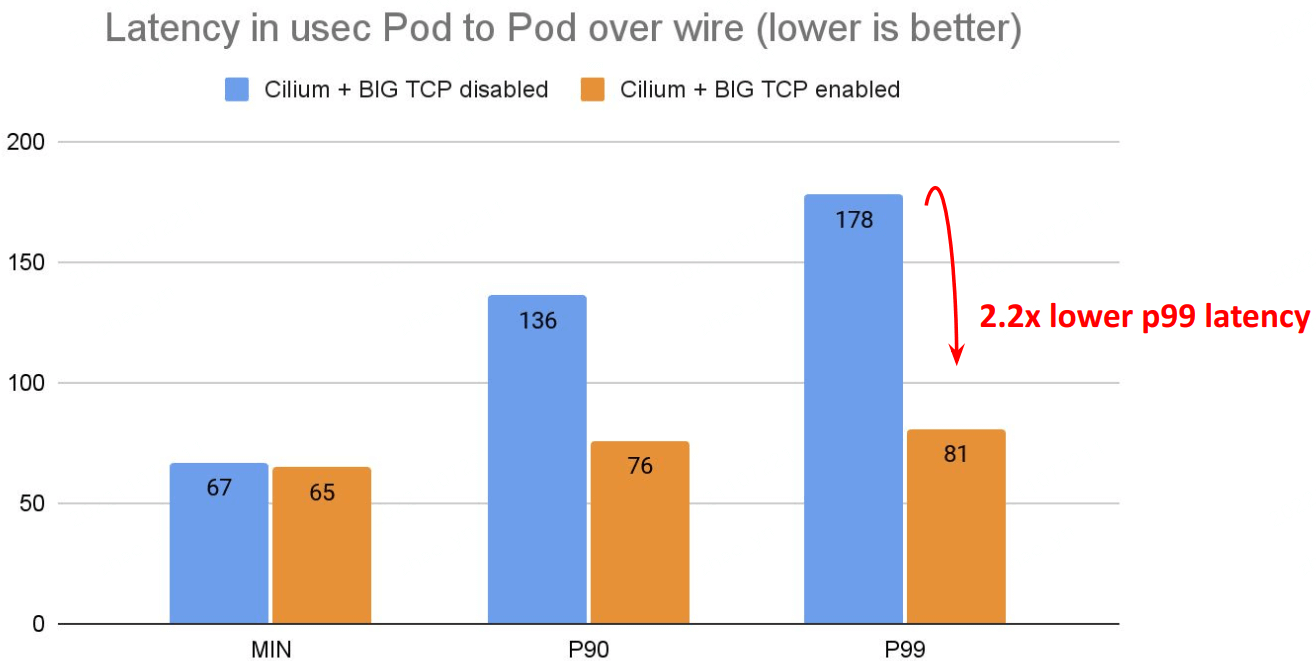 Latency in usec Pod to Pod over wire (lower is better)
Cilium + BIG TCP disabled
Cilium + BIG TCP enabled
200
150
100
50
0
67
65
136
76
178
81
2.2x lower p99 latency
MIN
P90
P99